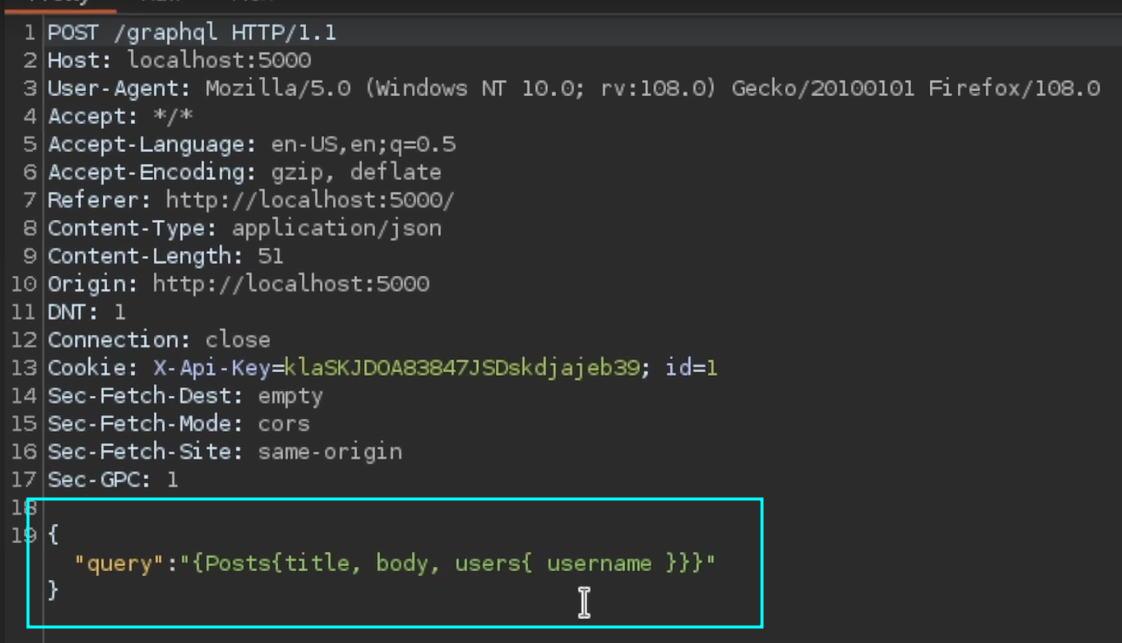 1 POST /graphql HTTP/1.1
2 Host: localhost:5000
3 User-Agent: Mozilla/5.0 (Windows NT 10.0; rv:108.0) Gecko/20100101 Firefox/108.0
4 Accept: */*
5 Accept-Language: en-US,en;q=0.5
6 Accept-Encoding: gzip, deflate
7 Referer: http://localhost:5000/
8 Content-Type: application/json
9 Content-Length: 51
10 Origin: http://localhost:5000
11 DNT: 1
12 Connection: close
13 Cookie: X-Api-Key=klaSKJDOA83847JSDskdjajeb39; id=1
14 Sec-Fetch-Dest: empty
15 Sec-Fetch-Mode: cors
16 Sec-Fetch-Site: same-origin
17 Sec-GPC: 1
18
19 {
"query":"{Posts{title, body, users{ username }}}"
}